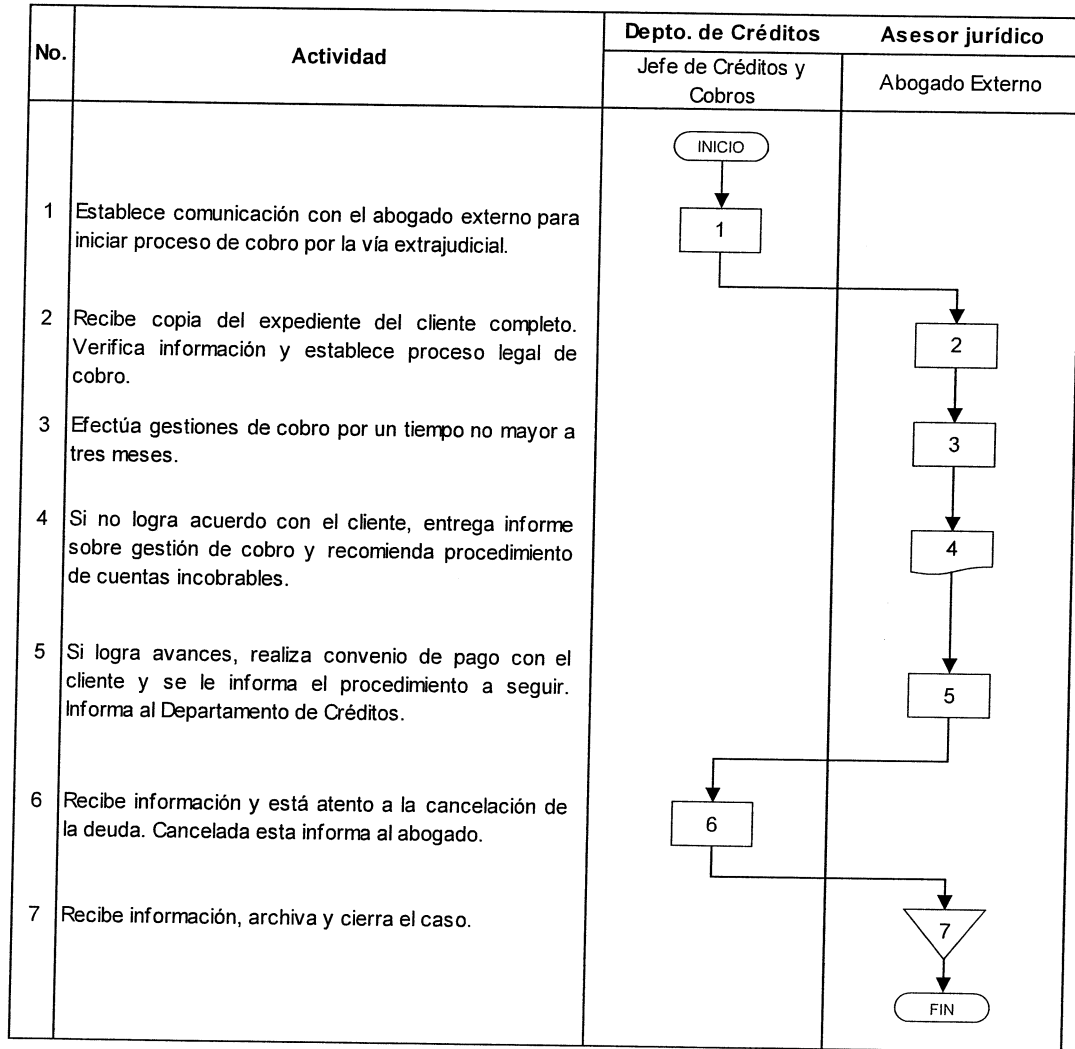 No.
Actividad
Depto. de Créditos
Asesor jurídico
Jefe de Créditos y
Cobros
Abogado Externo
INICIO
1
Establece comunicación con el abogado externo para
iniciar proceso de cobro por la vía extrajudicial.
1
2
Recibe copia del expediente del cliente completo.
Verifica información y establece proceso legal de
cobro.
2
3
Efectúa gestiones de cobro por un tiempo no mayor a
tres meses.
3
4
Si no logra acuerdo con el cliente, entrega informe
sobre gestión de cobro y recomienda procedimiento
de cuentas incobrables.
4
5
Si logra avances, realiza convenio de pago con el
cliente y se le informa el procedimiento a seguir.
Informa al Departamento de Créditos.
5
6
Recibe información y está atento a la cancelación de
la deuda. Cancelada esta informa al abogado.
6
7
Recibe información, archiva y cierra el caso.
7
FIN